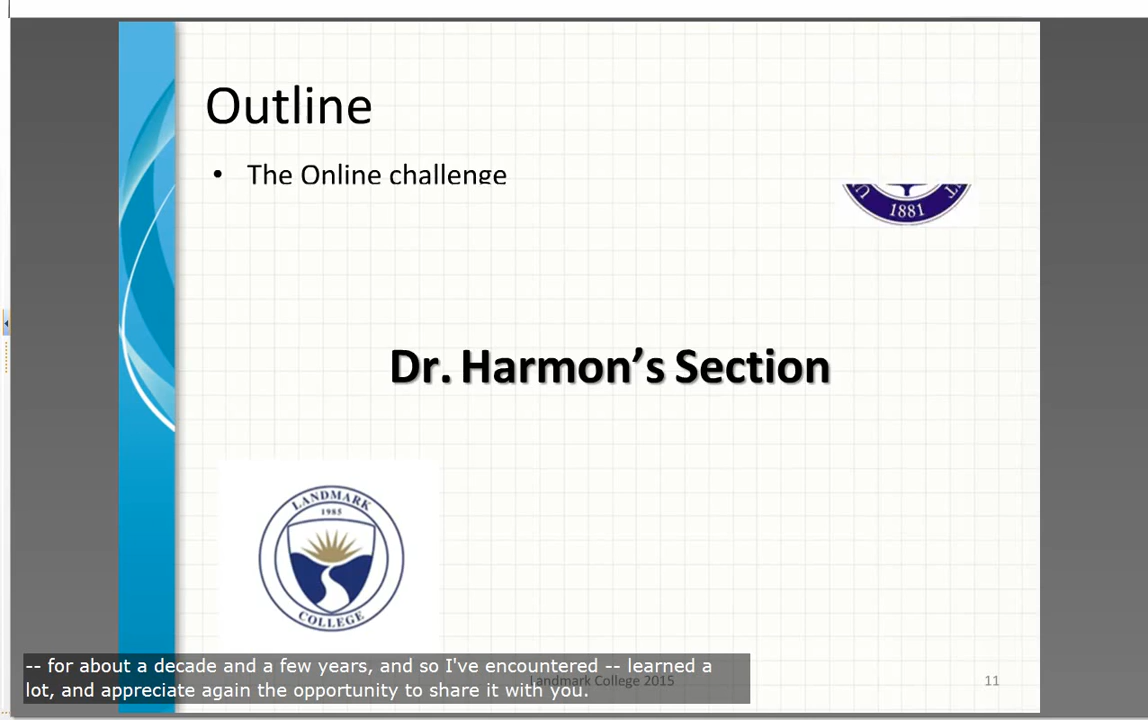 Outline
• The Online challenge
1881
Dr. Harmon’s Section
LANDMARK
1985
COLLEGE
-- for about a decade and a few years, and so I've encountered -- learned a
lot, and appreciate again the opportunity to share it with you.
Landmark College 2015
11